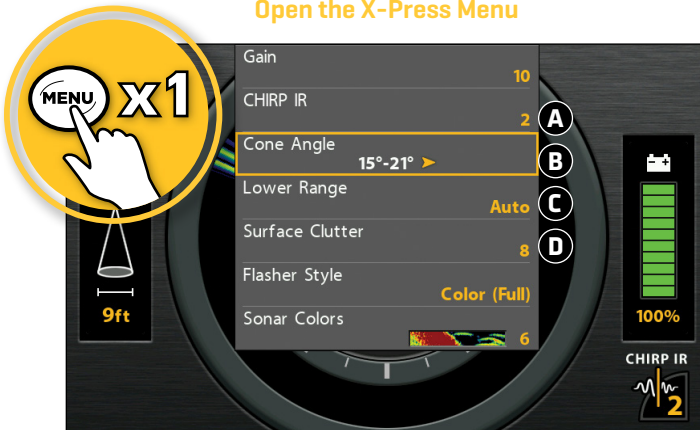 Open the X-Press Menu
MENU x1
Gain
10
CHIRP IR
2
A
Cone Angle
15°-21°
B
Lower Range
Auto
C
Surface Clutter
8
D
Flasher Style
Color (Full)
Sonar Colors
6
9ft
100%
CHIRP IR
2